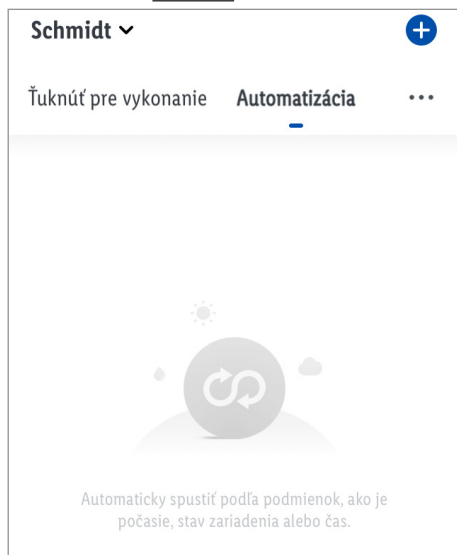 Schmidt
Ťuknúť pre vykonanie Automatizácia
Automaticky spustiť podľa podmienok, ako je
počasie, stav zariadenia alebo čas.